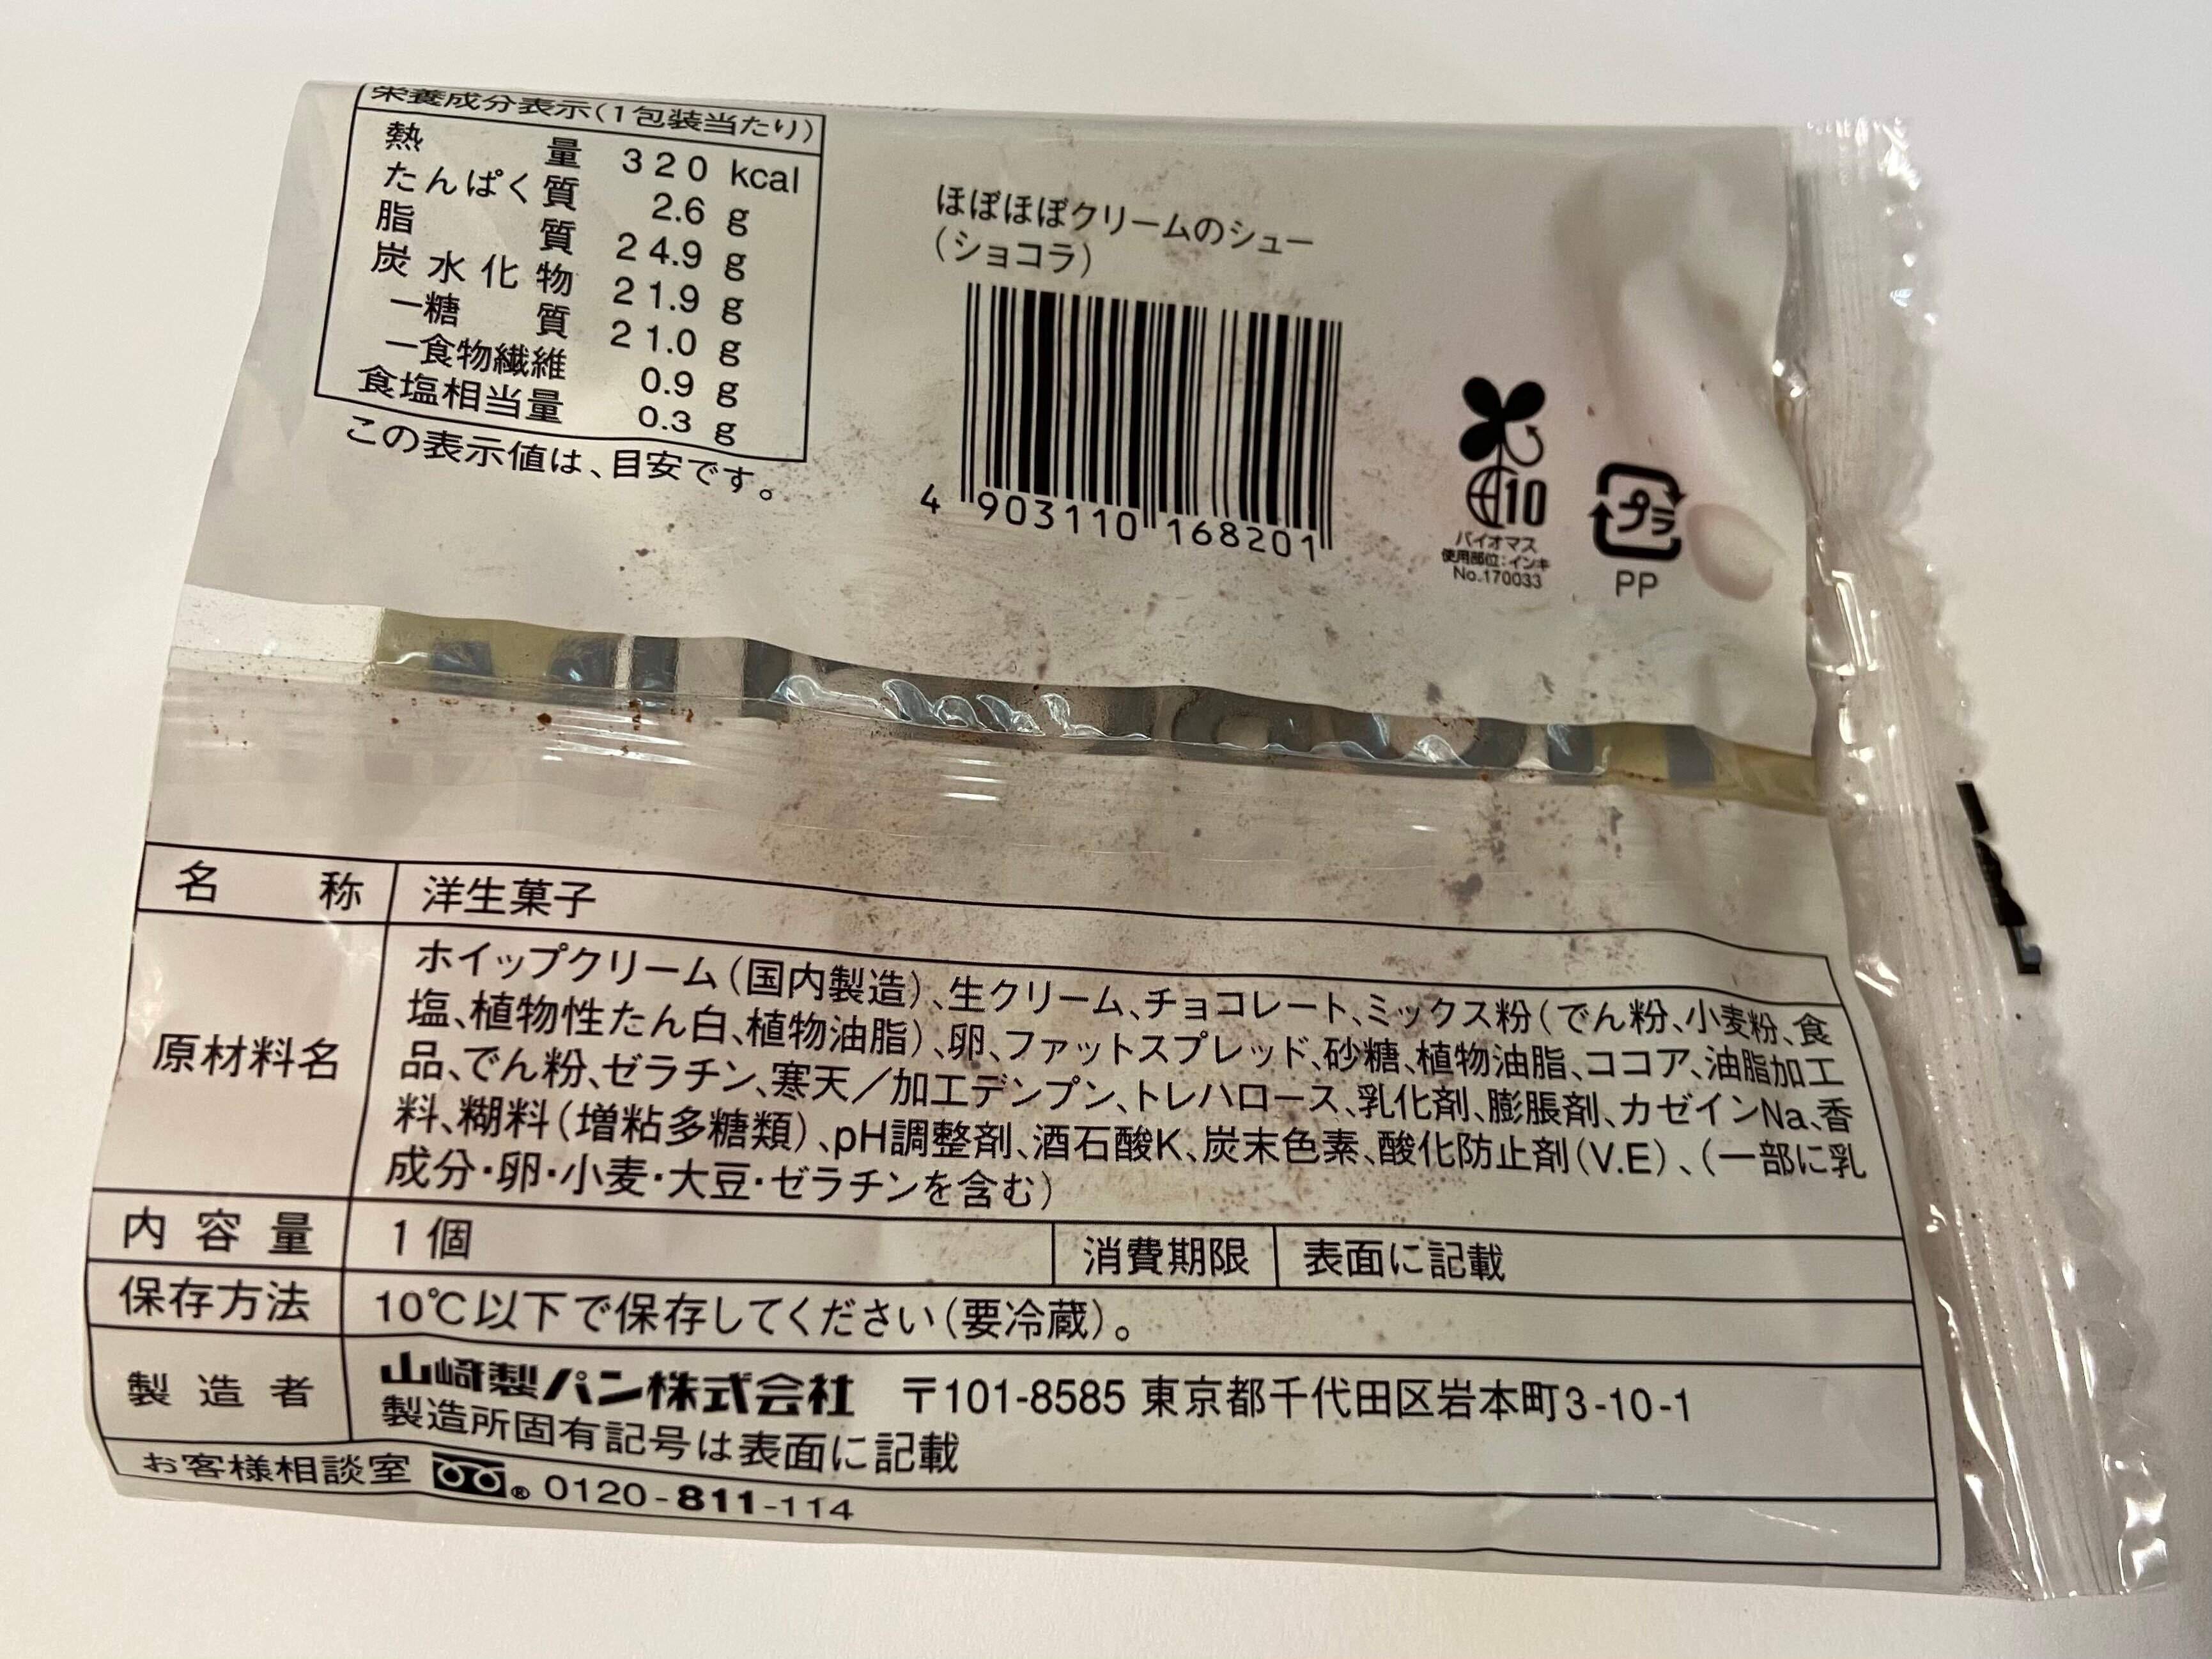 栄養成分表示(1包装当たり)
熱量 320 kcal
たんぱく質 2.6 g
脂質 24.9 g
炭水化物 21.9 g
―糖質 21.0 g
―食物繊維 0.9 g
食塩相当量 0.3 g
この表示値は、目安です。
ほぼほぼクリームのシュー
(ショコラ)
4 903110 168201
10
バイオマス
使用部位:インキ
No.170033
プラ
PP
名称 洋生菓子
原材料名
ホイップクリーム(国内製造)、生クリーム、チョコレート、ミックス粉(でん粉、小麦粉、食
塩、植物性たん白、植物油脂)、卵、ファットスプレッド、砂糖、植物油脂、ココア、油脂加工
品、でん粉、ゼラチン、寒天/加工デンプン、トレハロース、乳化剤、膨脹剤、カゼインNa、香
料、糊料(増粘多糖類)、pH調整剤、酒石酸K、炭末色素、酸化防止剤(V.E)、(一部に乳
成分・卵・小麦・大豆・ゼラチンを含む)
内容量 1個 消費期限 表面に記載
保存方法 10℃以下で保存してください(要冷蔵)。
製造者 山崎製パン株式会社 〒101-8585 東京都千代田区岩本町3-10-1
製造所固有記号は表面に記載
お客様相談室 ® 0120-811-114